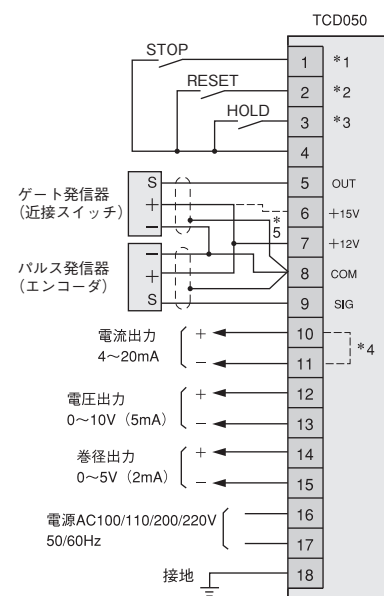 TCD050
STOP
1 *1
RESET
2 *2
HOLD
3 *3
4
ゲート発信器
(近接スイッチ)
S
+
−
5 OUT
6 +15V
*5
7 +12V
パルス発信器
(エンコーダ)
−
+
S
8 COM
9 SIG
電流出力
4〜20mA
+ 10
− 11
*4
電圧出力
0〜10V(5mA)
+ 12
− 13
巻径出力
0〜5V(2mA)
+ 14
− 15
電源AC100/110/200/220V
50/60Hz
16
17
接地 18